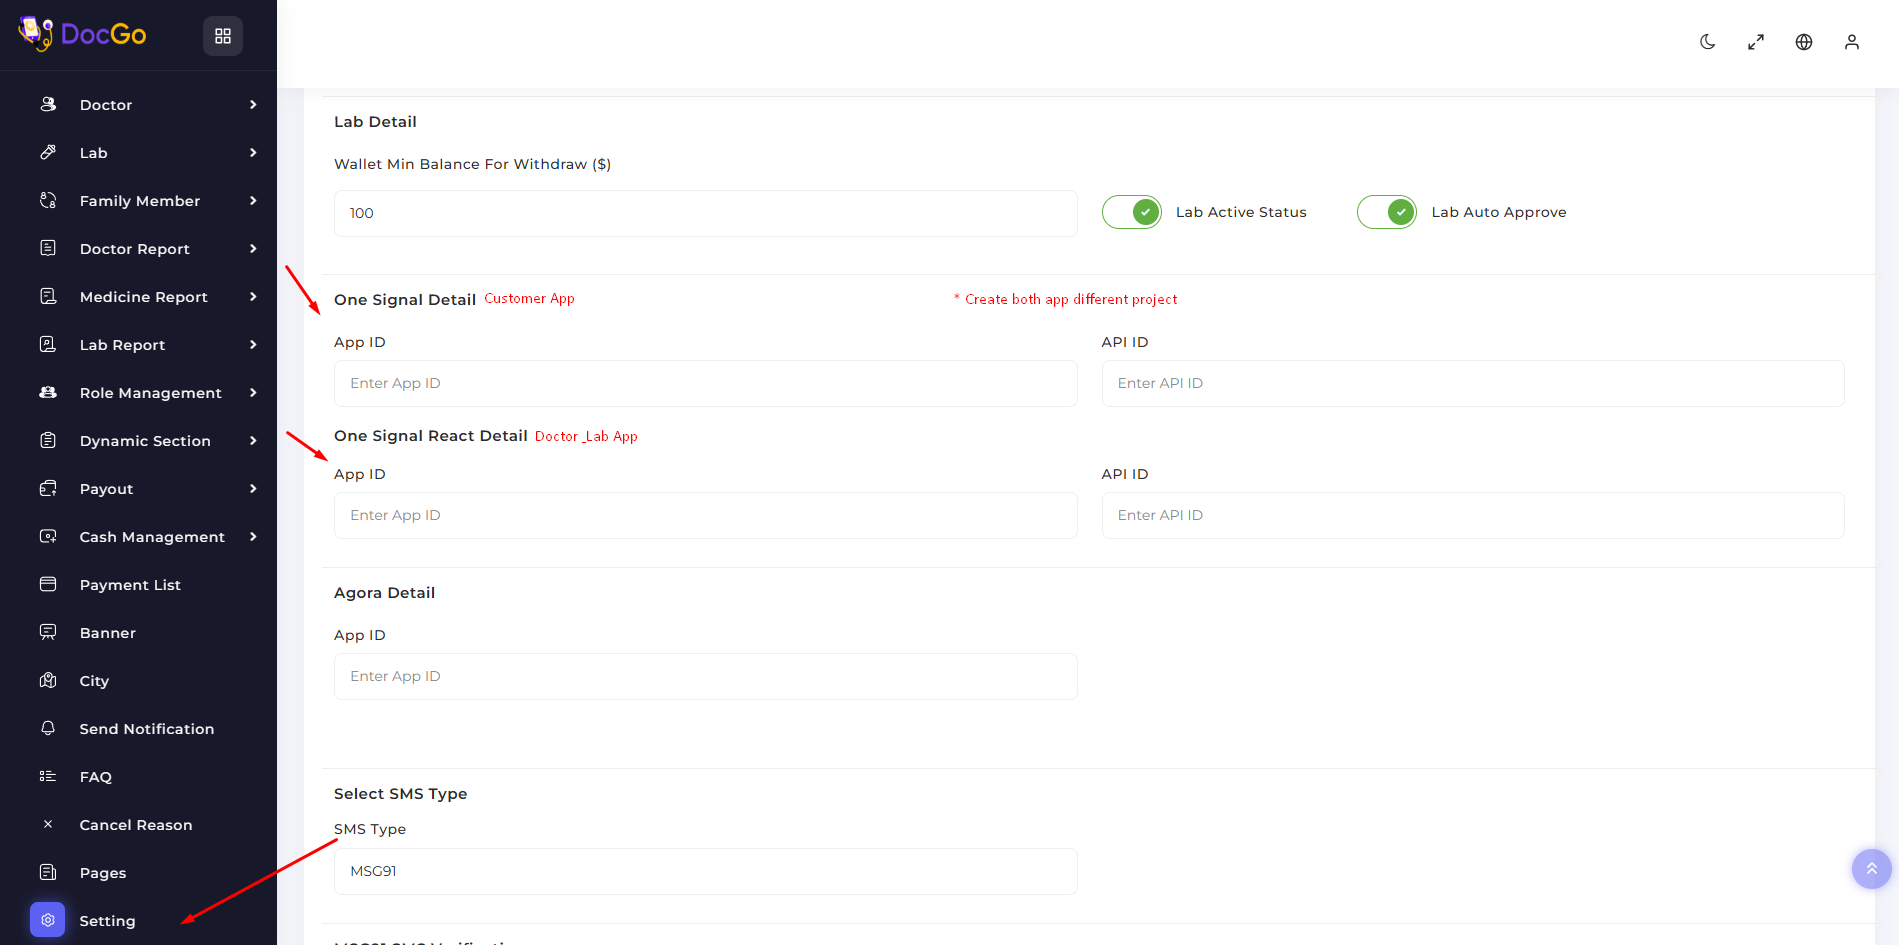 DocGo
Doctor
Lab
Family Member
Doctor Report
Medicine Report
Lab Report
Role Management
Dynamic Section
Payout
Cash Management
Payment List
Banner
City
Send Notification
FAQ
Cancel Reason
Pages
Setting
Lab Detail
Wallet Min Balance For Withdraw ($)
100
Lab Active Status
Lab Auto Approve
One Signal Detail Customer App
* Create both app different project
App ID
API ID
Enter App ID
Enter API ID
One Signal React Detail Doctor _Lab App
App ID
API ID
Enter App ID
Enter API ID
Agora Detail
App ID
Enter App ID
Select SMS Type
SMS Type
MSG91